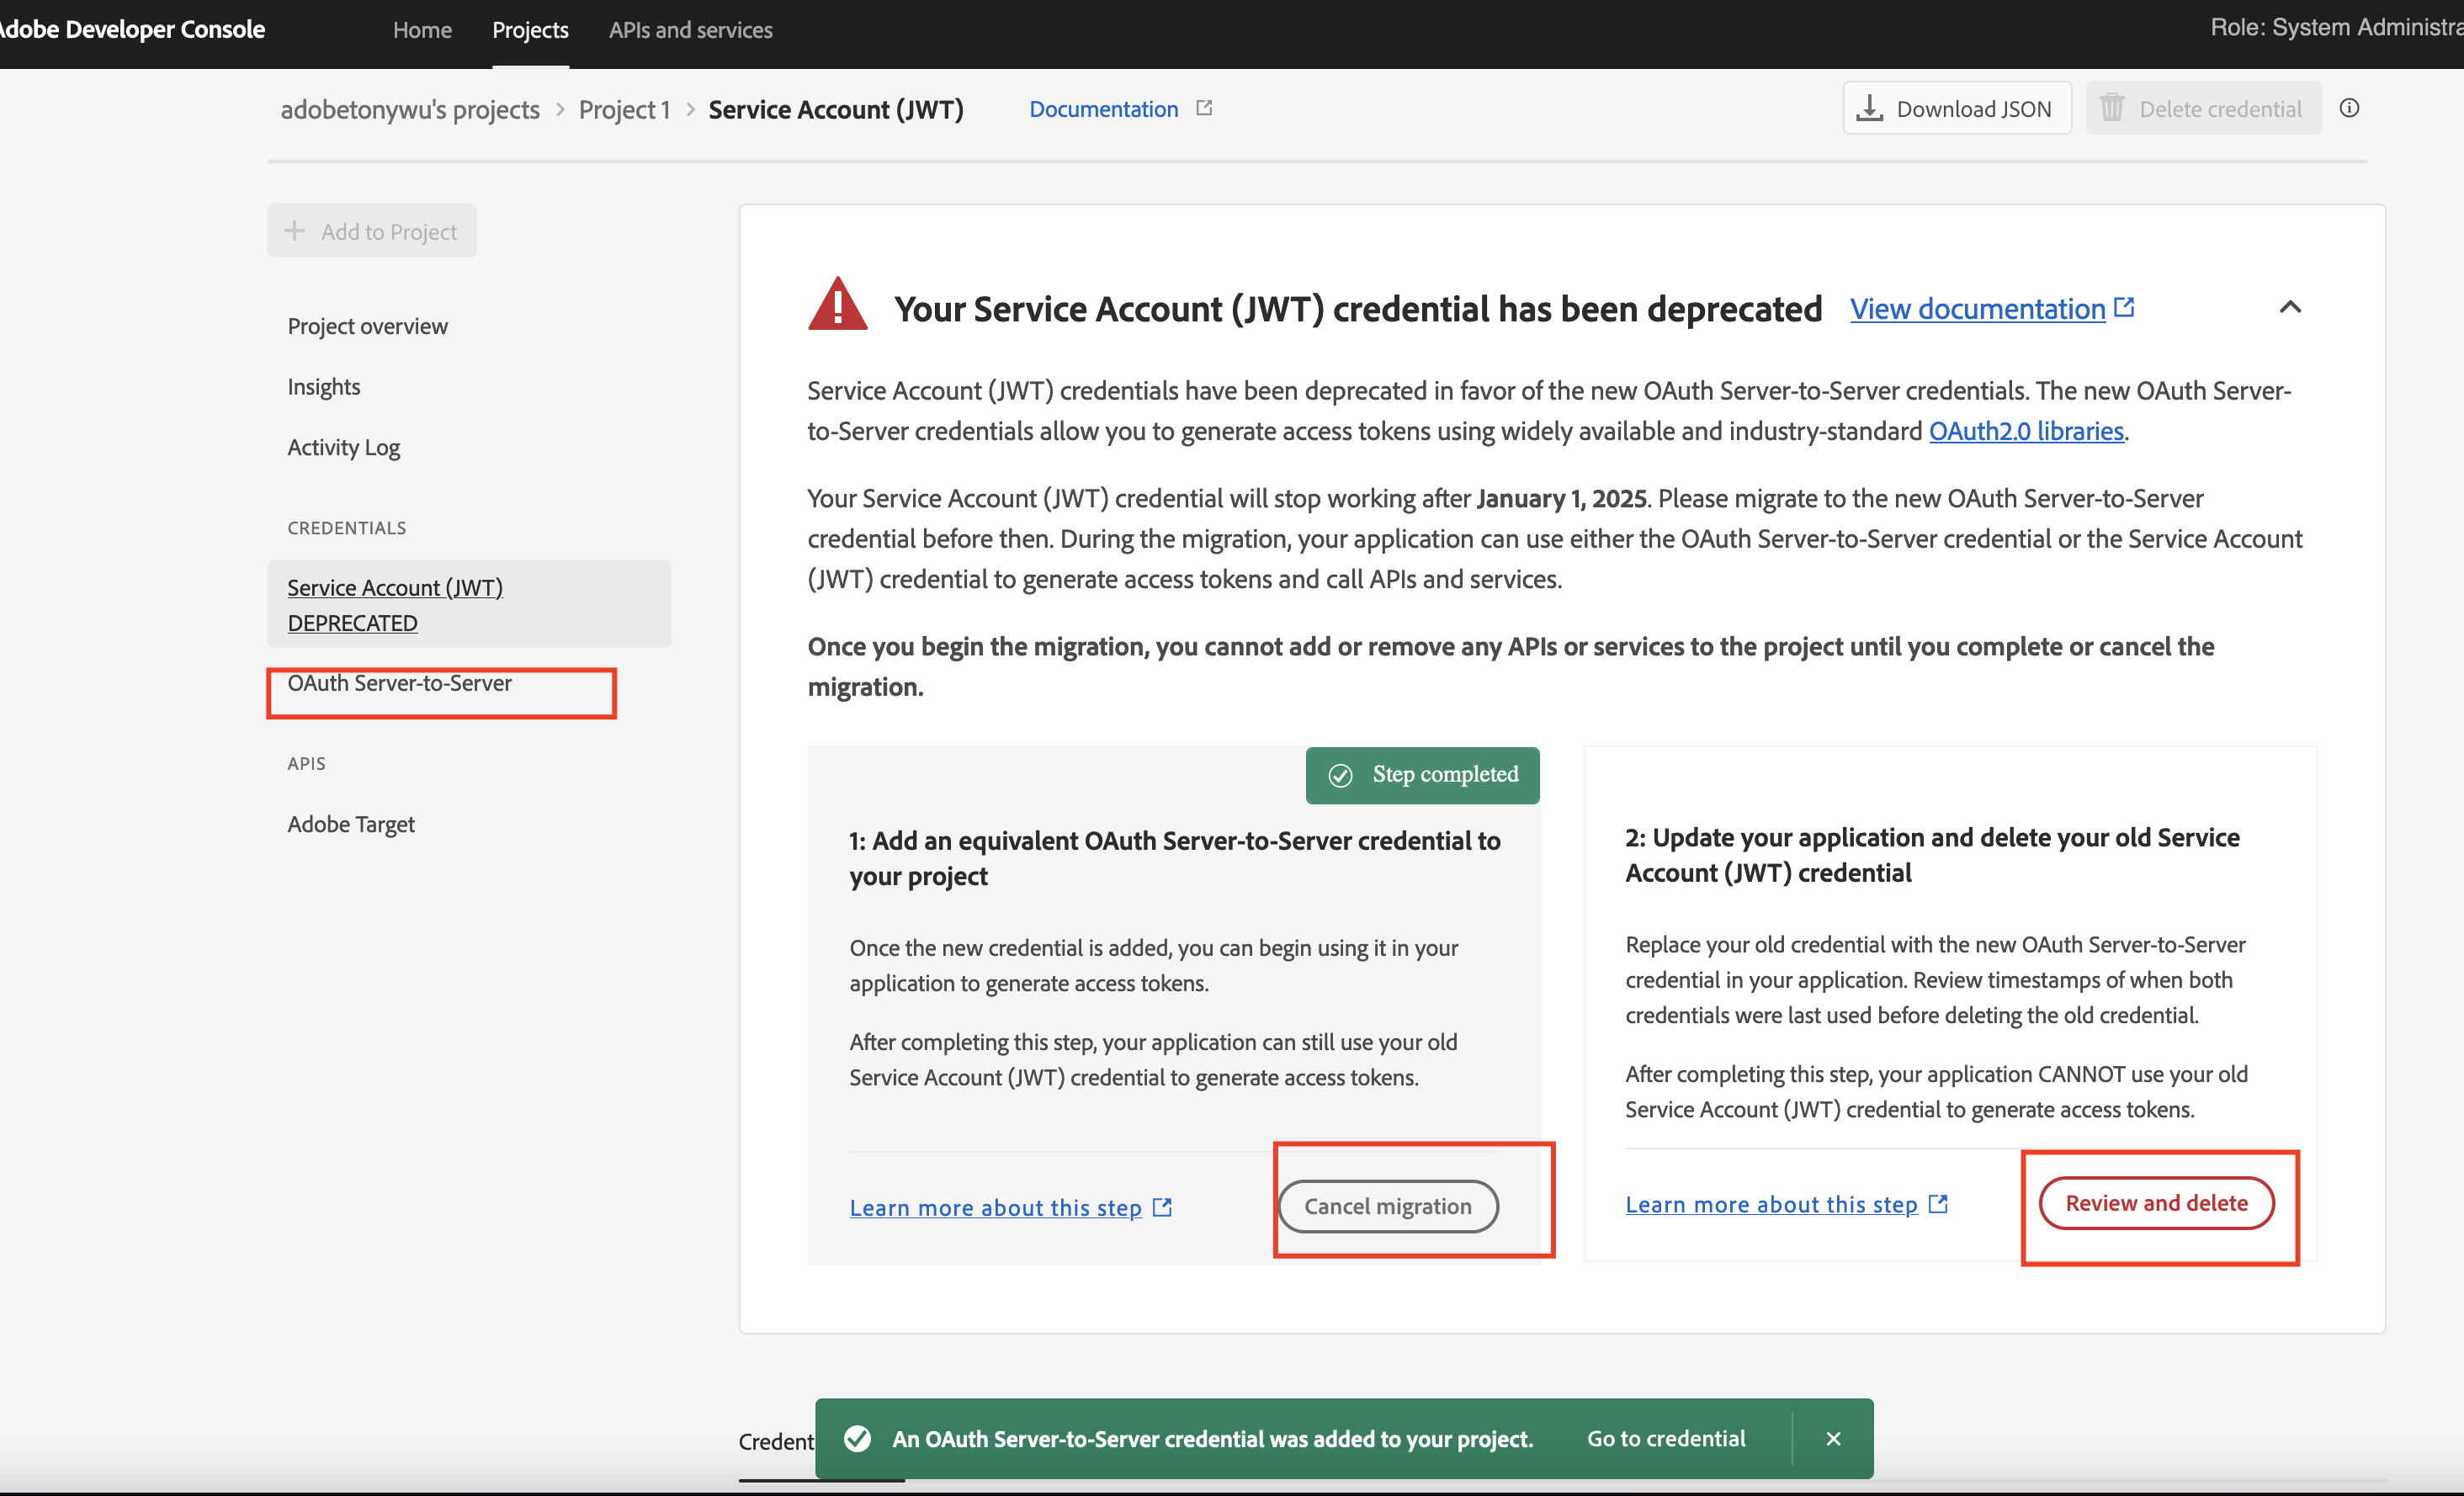 Adobe Developer Console
Home
Projects
APIs and services
Role: System Administra
adobetonywu's projects > Project 1 > Service Account (JWT)
Documentation
Download JSON
Delete credential
Add to Project
Project overview
Insights
Activity Log
CREDENTIALS
Service Account (JWT)
DEPRECATED
OAuth Server-to-Server
APIS
Adobe Target
Your Service Account (JWT) credential has been deprecated
View documentation
Service Account (JWT) credentials have been deprecated in favor of the new OAuth Server-to-Server credentials. The new OAuth Server-
to-Server credentials allow you to generate access tokens using widely available and industry-standard OAuth2.0 libraries.
Your Service Account (JWT) credential will stop working after January 1, 2025. Please migrate to the new OAuth Server-to-Server
credential before then. During the migration, your application can use either the OAuth Server-to-Server credential or the Service Account
(JWT) credential to generate access tokens and call APIs and services.
Once you begin the migration, you cannot add or remove any APIs or services to the project until you complete or cancel the
migration.
Step completed
1: Add an equivalent OAuth Server-to-Server credential to
your project
Once the new credential is added, you can begin using it in your
application to generate access tokens.
After completing this step, your application can still use your old
Service Account (JWT) credential to generate access tokens.
Learn more about this step
Cancel migration
2: Update your application and delete your old Service
Account (JWT) credential
Replace your old credential with the new OAuth Server-to-Server
credential in your application. Review timestamps of when both
credentials were last used before deleting the old credential.
After completing this step, your application CANNOT use your old
Service Account (JWT) credential to generate access tokens.
Learn more about this step
Review and delete
Credent
An OAuth Server-to-Server credential was added to your project.
Go to credential